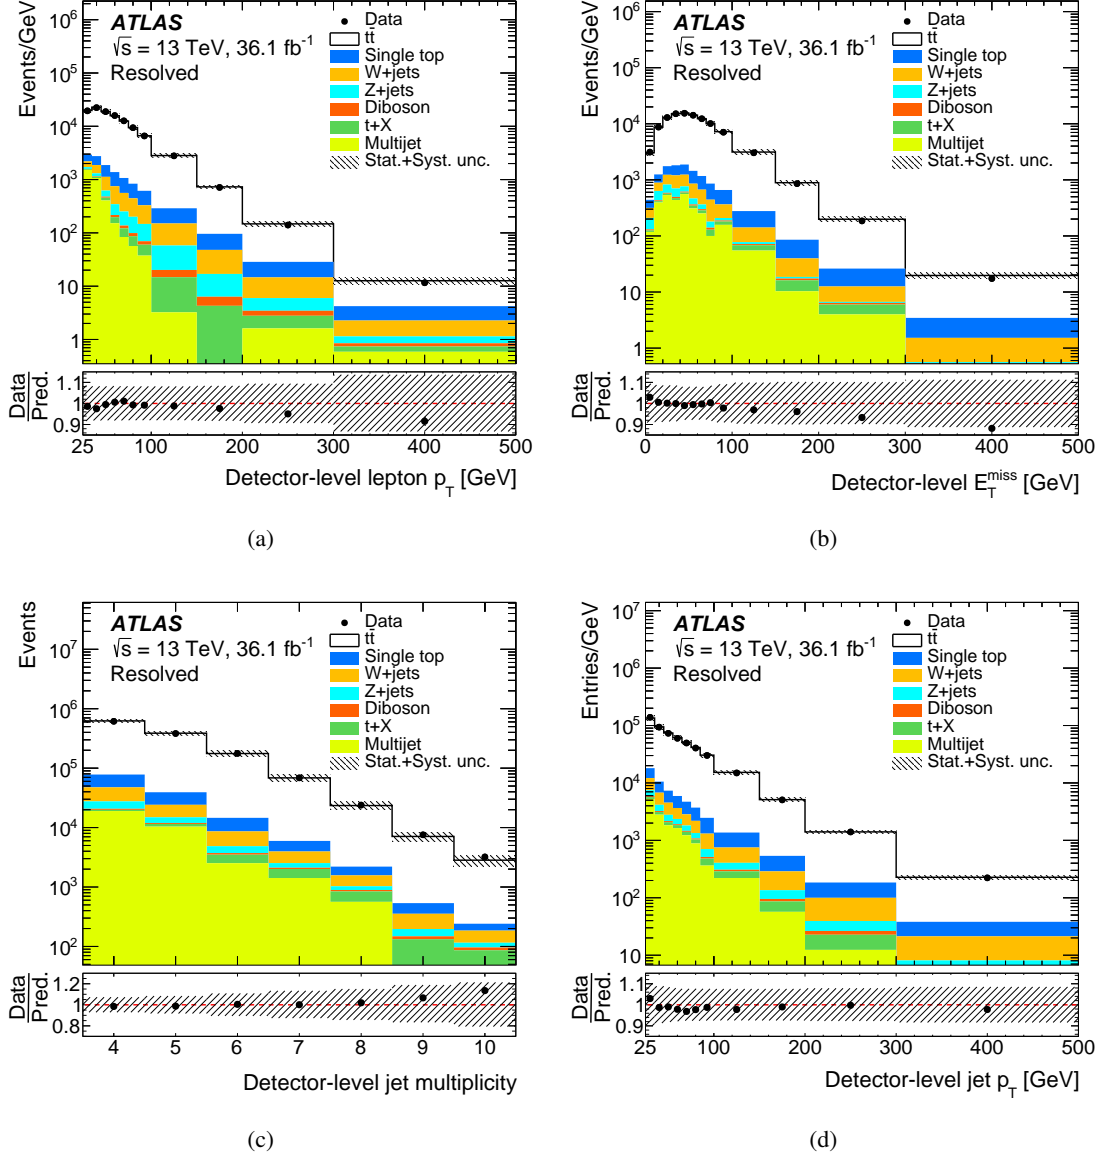 Events/GeV
10⁶
10⁵
10⁴
10³
10²
10
1
ATLAS
√s = 13 TeV, 36.1 fb⁻¹
Resolved
Data
tt̄
Single top
W+jets
Z+jets
Diboson
t+X
Multijet
Stat.+Syst. unc.
Data
Pred.
1.1
1
0.9
25 100 200 300 400 500
Detector-level lepton p_T [GeV]
(a)
Events/GeV
10⁶
10⁵
10⁴
10³
10²
10
1
ATLAS
√s = 13 TeV, 36.1 fb⁻¹
Resolved
Data
tt̄
Single top
W+jets
Z+jets
Diboson
t+X
Multijet
Stat.+Syst. unc.
Data
Pred.
1.1
1
0.9
0 100 200 300 400 500
Detector-level E_T^miss [GeV]
(b)
Events
10⁷
10⁶
10⁵
10⁴
10³
10²
ATLAS
√s = 13 TeV, 36.1 fb⁻¹
Resolved
Data
tt̄
Single top
W+jets
Z+jets
Diboson
t+X
Multijet
Stat.+Syst. unc.
Data
Pred.
1.2
1
0.8
4 5 6 7 8 9 10
Detector-level jet multiplicity
(c)
Entries/GeV
10⁷
10⁶
10⁵
10⁴
10³
10²
10
ATLAS
√s = 13 TeV, 36.1 fb⁻¹
Resolved
Data
tt̄
Single top
W+jets
Z+jets
Diboson
t+X
Multijet
Stat.+Syst. unc.
Data
Pred.
1.1
1
0.9
25 100 200 300 400 500
Detector-level jet p_T [GeV]
(d)